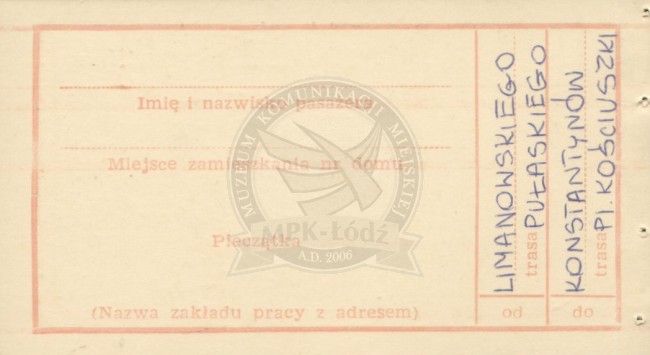 Imię i nazwisko pasażera
Miejsce zamieszkania nr domu
Pieczątka
(Nazwa zakładu pracy z adresem)
LIMANOWSKIEGO
PUŁASKIEGO
trasa
od
KONSTANTYNÓW
Pl. KOŚCIUSZKI
trasa
do
MUZEUM KOMUNIKACJI MIEJSKIEJ
MPK-Łódź
A.D. 2006